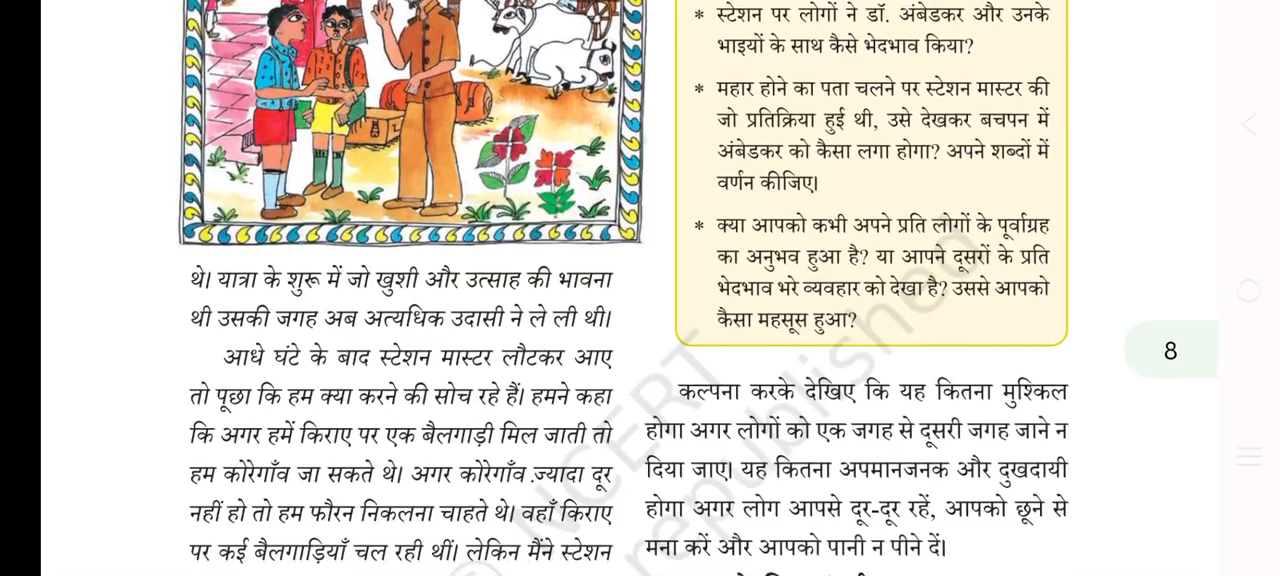 थे। यात्रा के शुरू में जो खुशी और उत्साह की भावना
थी उसकी जगह अब अत्यधिक उदासी ने ले ली थी।
आधे घंटे के बाद स्टेशन मास्टर लौटकर आए
तो पूछा कि हम क्या करने की सोच रहे हैं। हमने कहा
कि अगर हमें किराए पर एक बैलगाड़ी मिल जाती तो
हम कोरेगाँव जा सकते थे। अगर कोरेगाँव ज़्यादा दूर
नहीं हो तो हम फौरन निकलना चाहते थे। वहाँ किराए
पर कई बैलगाड़ियाँ चल रही थीं। लेकिन मैंने स्टेशन
* स्टेशन पर लोगों ने डॉ. अंबेडकर और उनके
भाइयों के साथ कैसे भेदभाव किया?
* महार होने का पता चलने पर स्टेशन मास्टर की
जो प्रतिक्रिया हुई थी, उसे देखकर बचपन में
अंबेडकर को कैसा लगा होगा? अपने शब्दों में
वर्णन कीजिए।
* क्या आपको कभी अपने प्रति लोगों के पूर्वाग्रह
का अनुभव हुआ है? या आपने दूसरों के प्रति
भेदभाव भरे व्यवहार को देखा है? उससे आपको
कैसा महसूस हुआ?
कल्पना करके देखिए कि यह कितना मुश्किल
होगा अगर लोगों को एक जगह से दूसरी जगह जाने न
दिया जाए। यह कितना अपमानजनक और दुखदायी
होगा अगर लोग आपसे दूर-दूर रहें, आपको छूने से
मना करें और आपको पानी न पीने दें।
8
© NCERT
republished